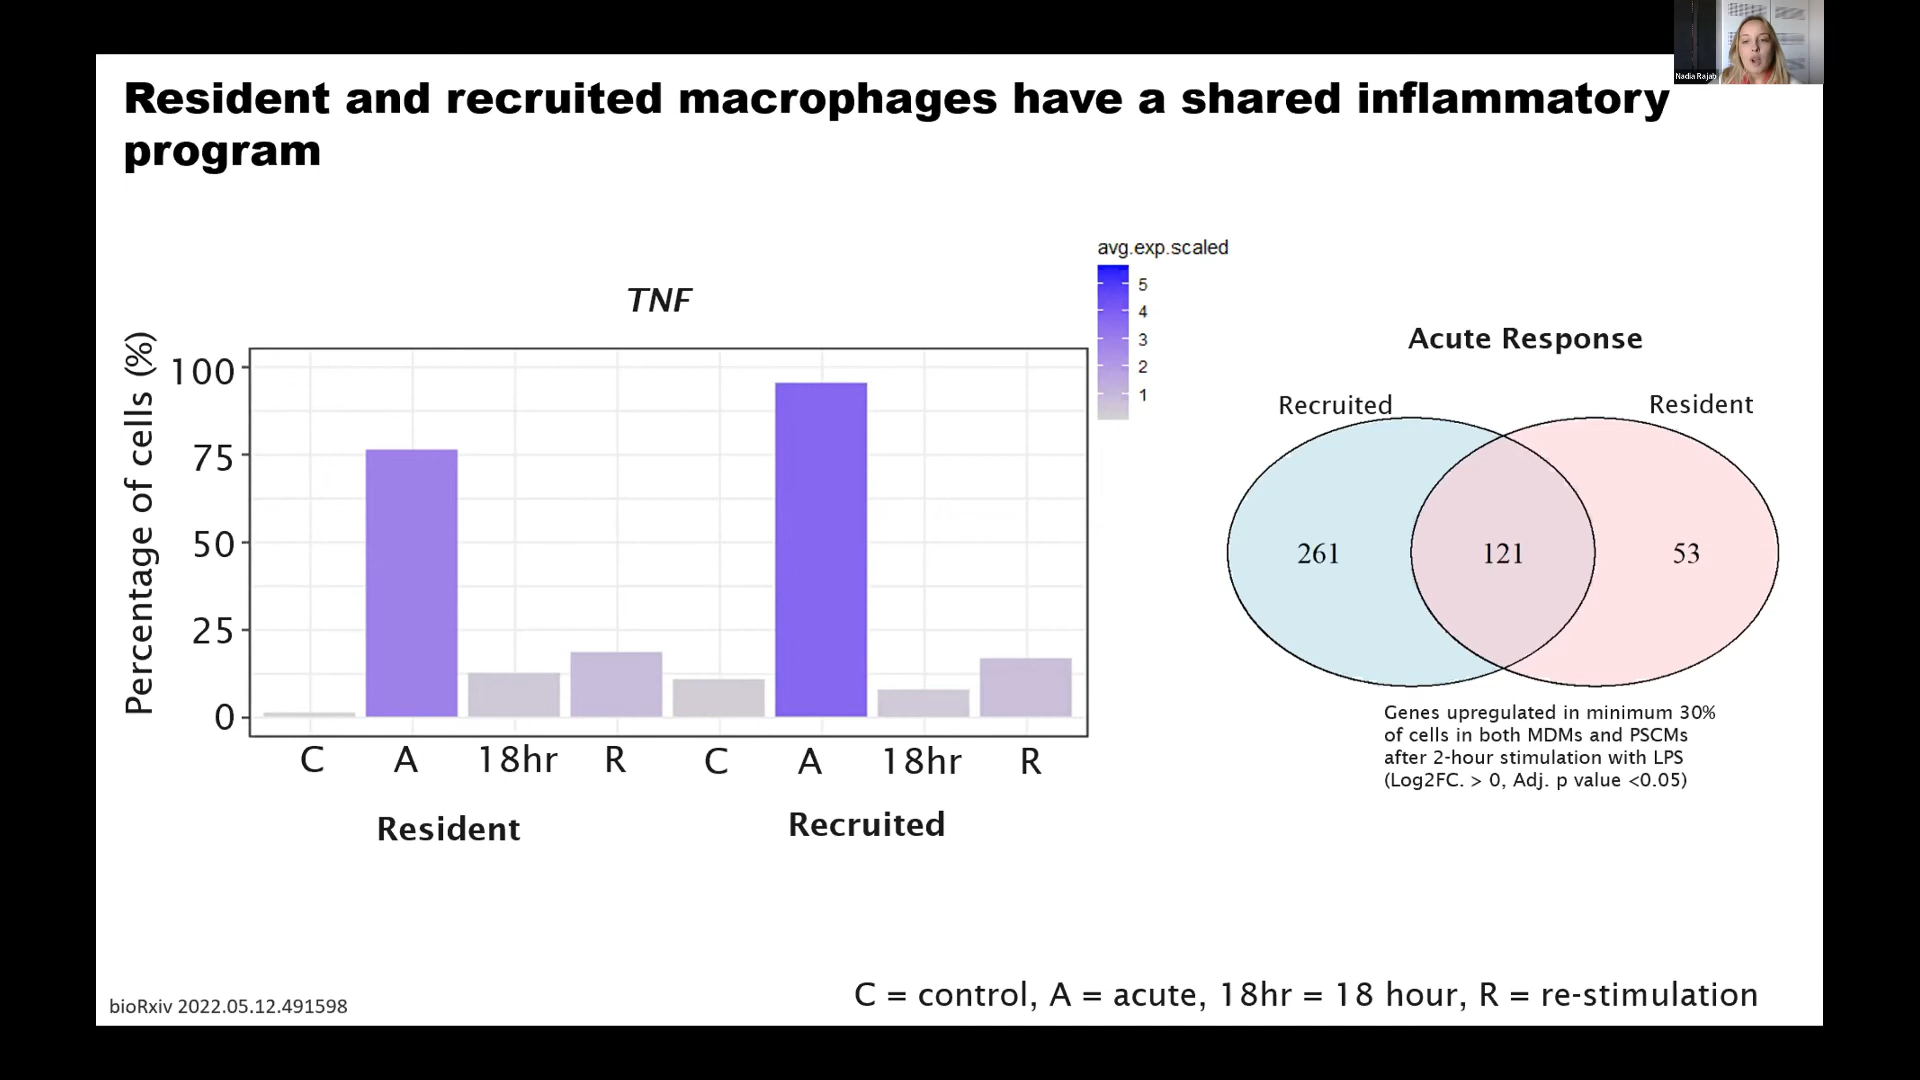 Nadia Rajab
Resident and recruited macrophages have a shared inflammatory
program
avg.exp.scaled
5
4
3
2
1
TNF
Percentage of cells (%)
100
75
50
25
0
C A 18hr R C A 18hr R
Resident Recruited
Acute Response
Recruited Resident
261 121 53
Genes upregulated in minimum 30%
of cells in both MDMs and PSCMs
after 2-hour stimulation with LPS
(Log2FC. > 0, Adj. p value <0.05)
C = control, A = acute, 18hr = 18 hour, R = re-stimulation
bioRxiv 2022.05.12.491598